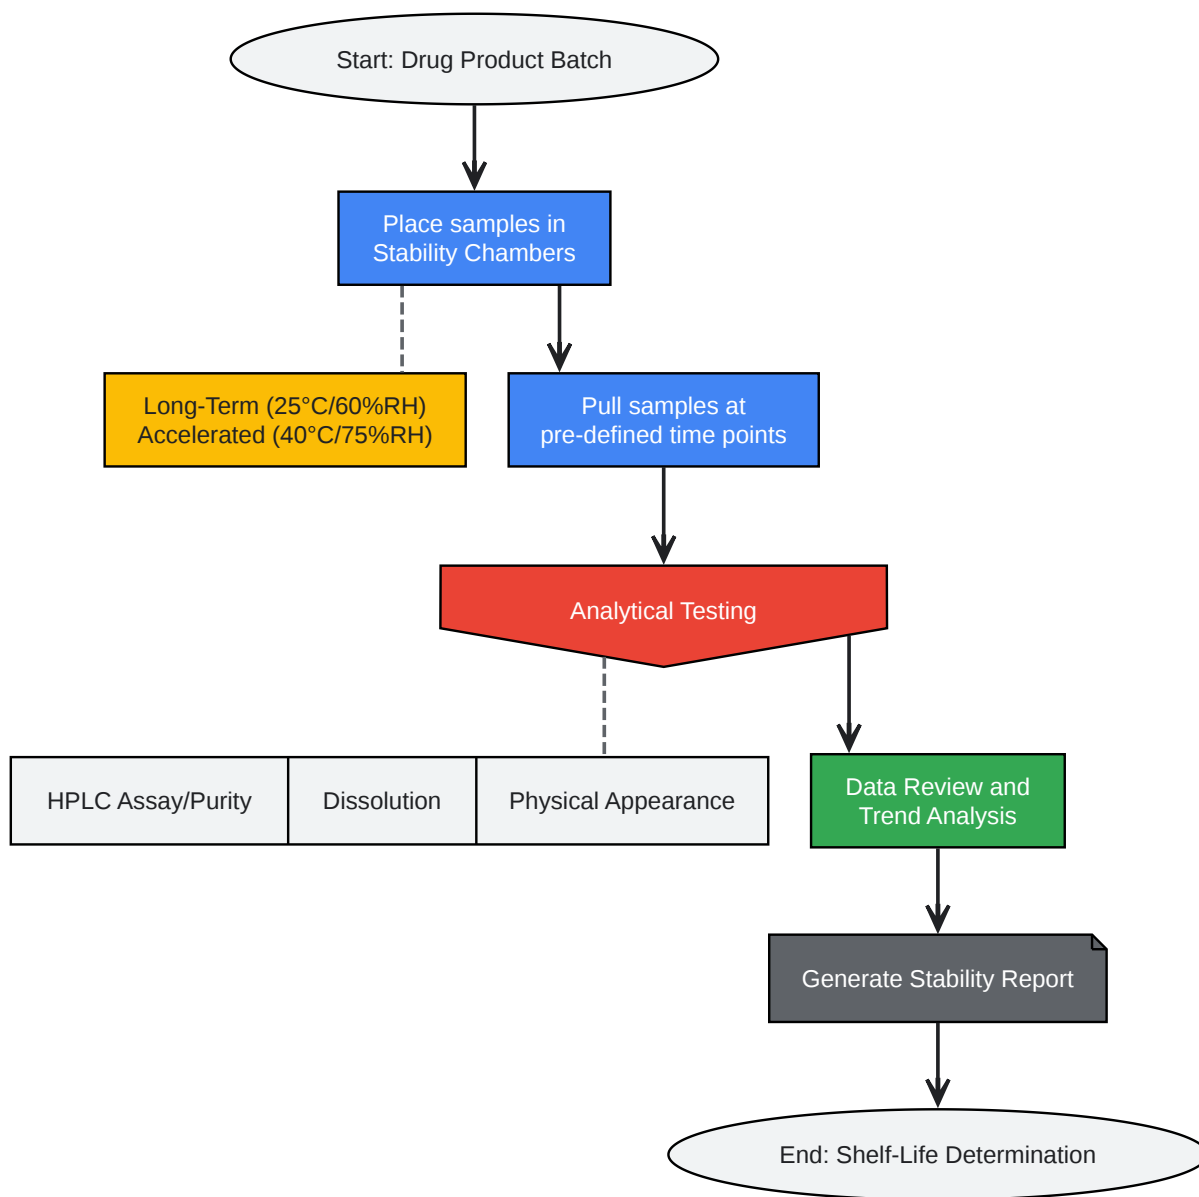 Start: Drug Product Batch
Place samples in
Stability Chambers
Long-Term (25°C/60%RH)
Accelerated (40°C/75%RH)
Pull samples at
pre-defined time points
Analytical Testing
HPLC Assay/Purity
Dissolution
Physical Appearance
Data Review and
Trend Analysis
Generate Stability Report
End: Shelf-Life Determination